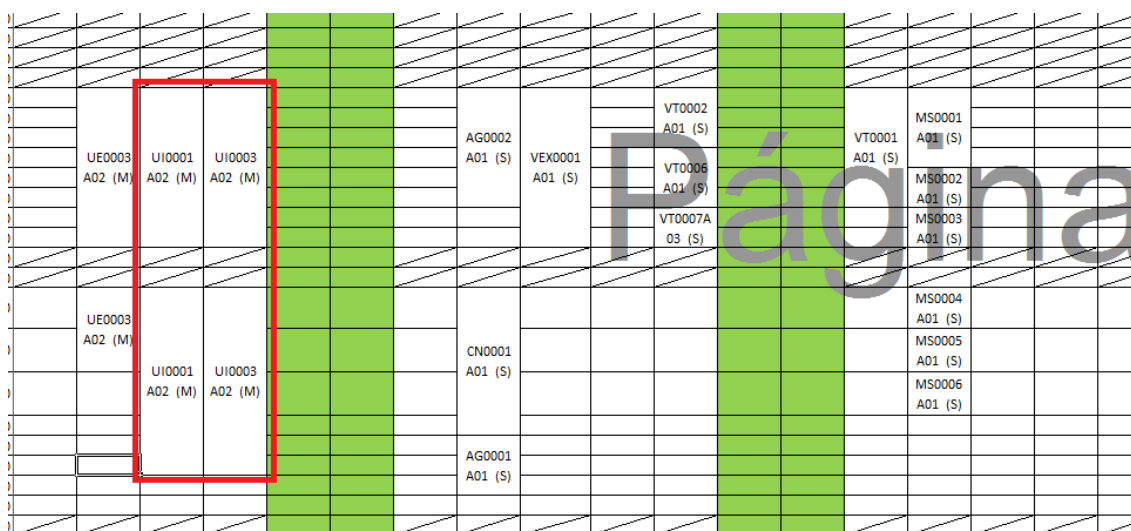 UE0003
A02 (M)
UI0001
A02 (M)
UI0003
A02 (M)
AG0002
A01 (S)
VEX0001
A01 (S)
VT0002
A01 (S)
VT0006
A01 (S)
VT0007A
03 (S)
VT0001
A01 (S)
MS0001
A01 (S)
MS0002
A01 (S)
MS0003
A01 (S)
Página
UE0003
A02 (M)
UI0001
A02 (M)
UI0003
A02 (M)
CN0001
A01 (S)
AG0001
A01 (S)
MS0004
A01 (S)
MS0005
A01 (S)
MS0006
A01 (S)